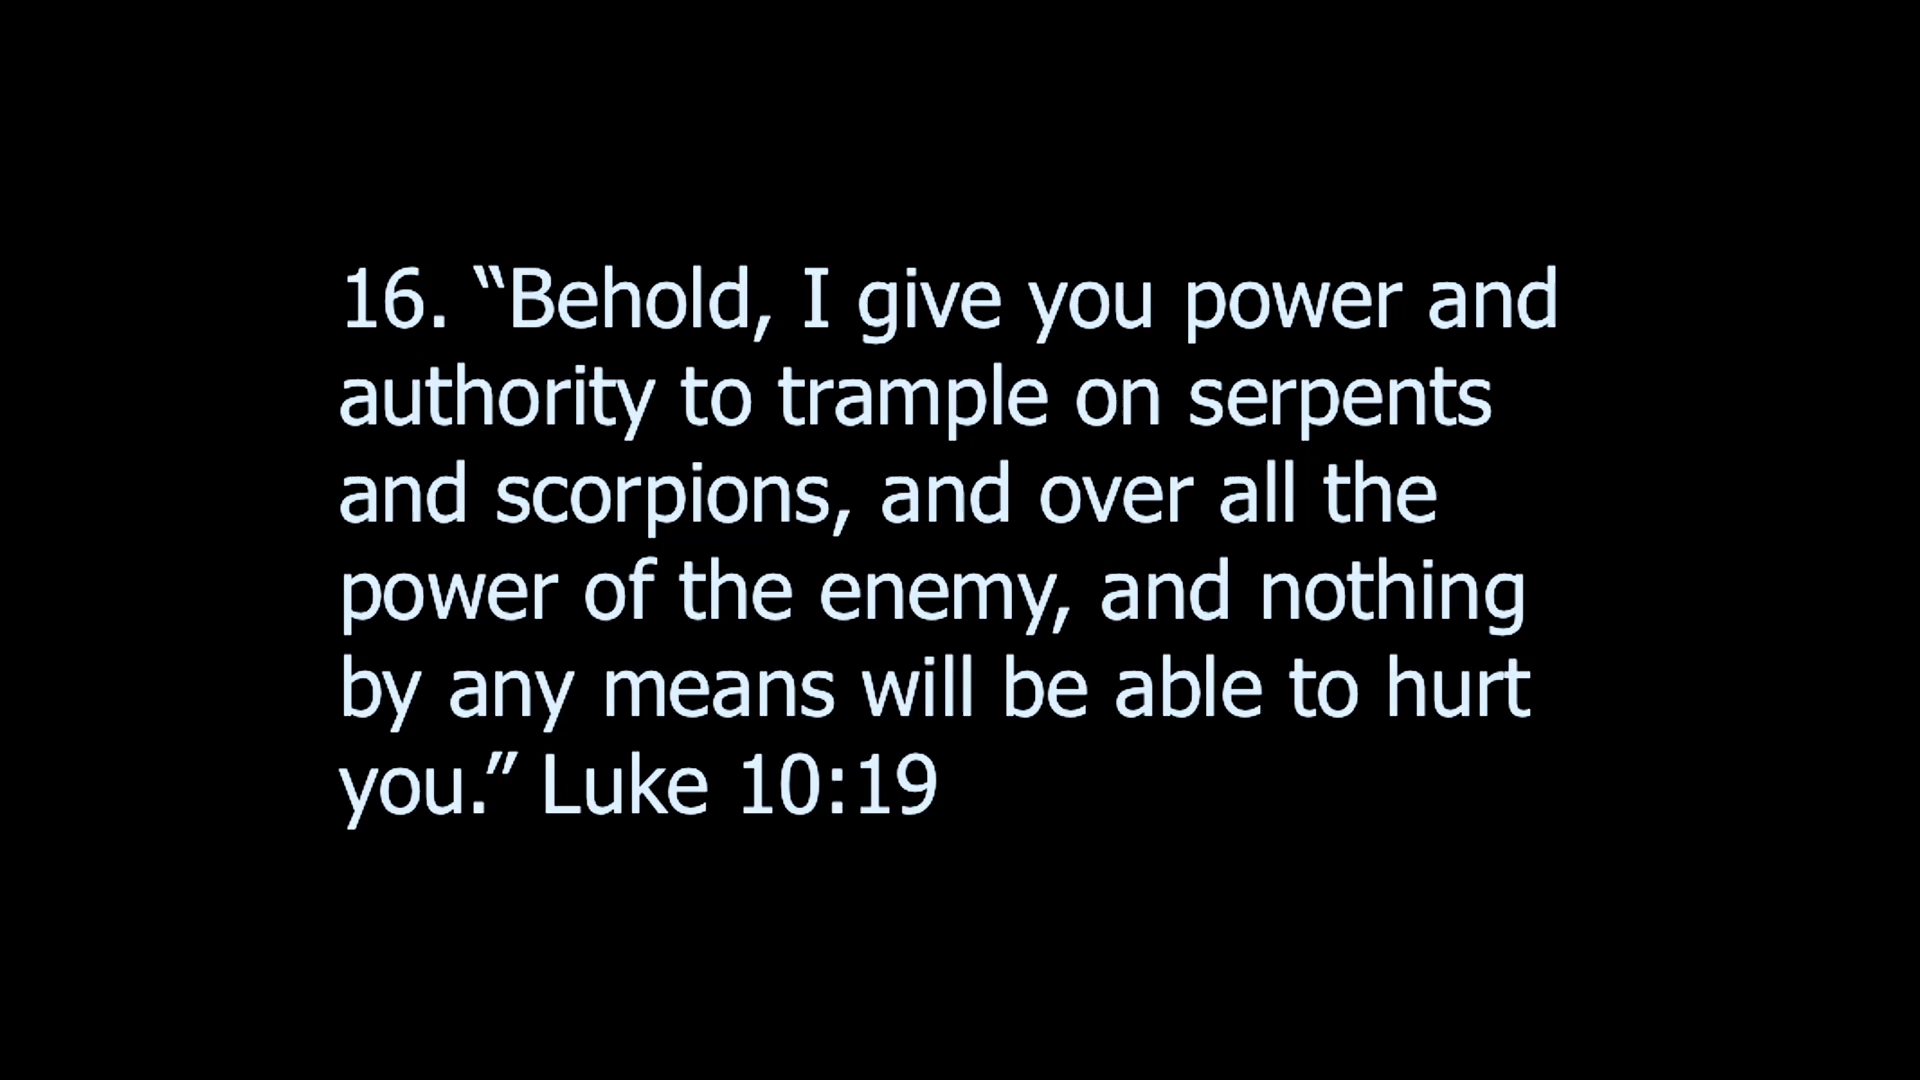 16. “Behold, I give you power and
authority to trample on serpents
and scorpions, and over all the
power of the enemy, and nothing
by any means will be able to hurt
you.” Luke 10:19